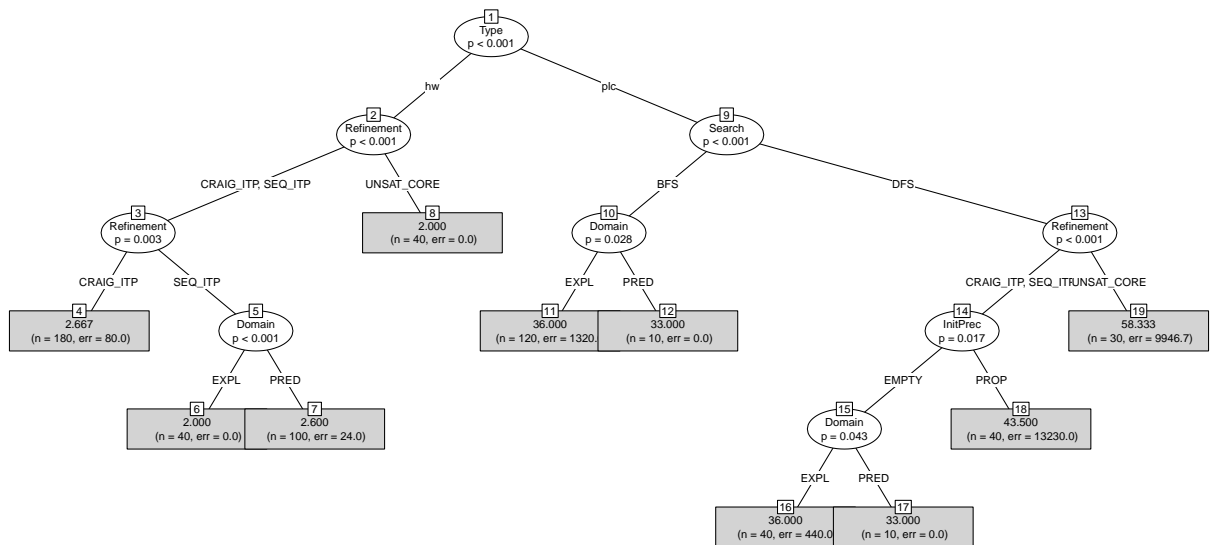 1
Type
p < 0.001
hw
plc
2
Refinement
p < 0.001
9
Search
p < 0.001
CRAIG_ITP, SEQ_ITP
UNSAT_CORE
BFS
DFS
3
Refinement
p = 0.003
8
2.000
(n = 40, err = 0.0)
10
Domain
p = 0.028
13
Refinement
p < 0.001
CRAIG_ITP
SEQ_ITP
EXPL
PRED
CRAIG_ITP, SEQ_ITP
UNSAT_CORE
4
2.667
(n = 180, err = 80.0)
5
Domain
p < 0.001
11
36.000
(n = 120, err = 1320.
12
33.000
(n = 10, err = 0.0)
14
InitPrec
p = 0.017
19
58.333
(n = 30, err = 9946.7)
EXPL
PRED
EMPTY
PROP
6
2.000
(n = 40, err = 0.0)
7
2.600
(n = 100, err = 24.0)
15
Domain
p = 0.043
18
43.500
(n = 40, err = 13230.0)
EXPL
PRED
16
36.000
(n = 40, err = 440.0
17
33.000
(n = 10, err = 0.0)